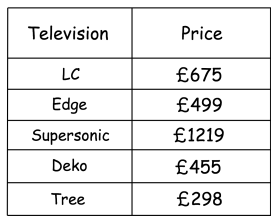 Television Price
LC £675
Edge £499
Supersonic £1219
Deko £455
Tree £298